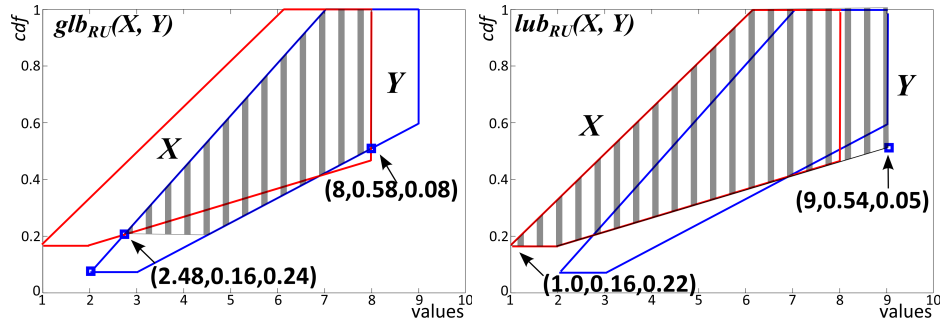 glb_RU(X, Y)
cdf
1
0.8
0.6
0.4
0.2
0
X
Y
(8,0.58,0.08)
(2.48,0.16,0.24)
1 2 3 4 5 6 7 8 9 10
values
lub_RU(X, Y)
cdf
1
0.8
0.6
0.4
0.2
0
X
Y
(9,0.54,0.05)
(1.0,0.16,0.22)
1 2 3 4 5 6 7 8 9 10
values